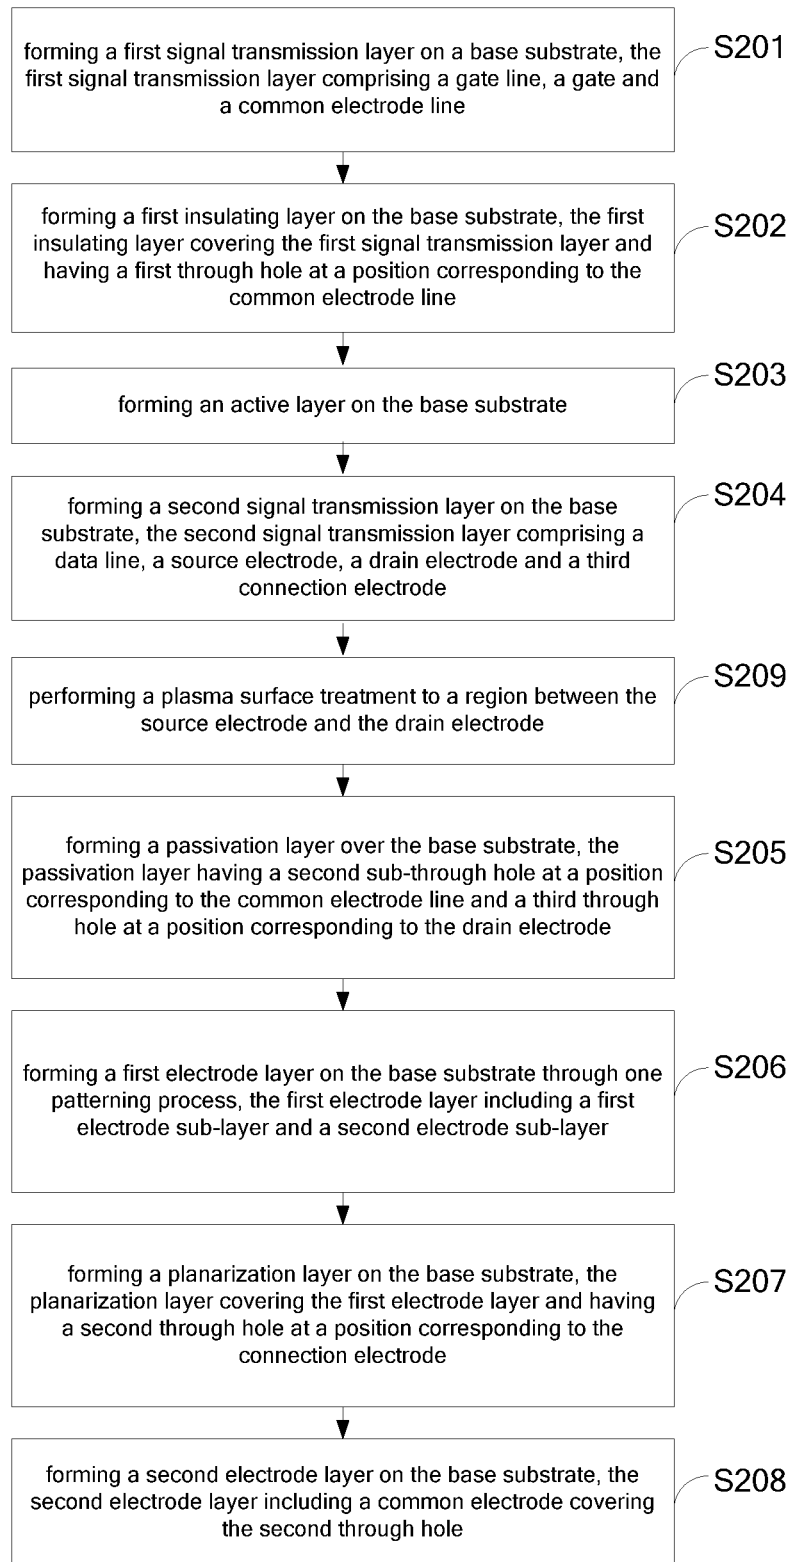 forming a first signal transmission layer on a base substrate, the
first signal transmission layer comprising a gate line, a gate and
a common electrode line
S201
forming a first insulating layer on the base substrate, the first
insulating layer covering the first signal transmission layer and
having a first through hole at a position corresponding to the
common electrode line
S202
forming an active layer on the base substrate
S203
forming a second signal transmission layer on the base
substrate, the second signal transmission layer comprising a
data line, a source electrode, a drain electrode and a third
connection electrode
S204
performing a plasma surface treatment to a region between the
source electrode and the drain electrode
S209
forming a passivation layer over the base substrate, the
passivation layer having a second sub-through hole at a position
corresponding to the common electrode line and a third through
hole at a position corresponding to the drain electrode
S205
forming a first electrode layer on the base substrate through one
patterning process, the first electrode layer including a first
electrode sub-layer and a second electrode sub-layer
S206
forming a planarization layer on the base substrate, the
planarization layer covering the first electrode layer and having
a second through hole at a position corresponding to the
connection electrode
S207
forming a second electrode layer on the base substrate, the
second electrode layer including a common electrode covering
the second through hole
S208